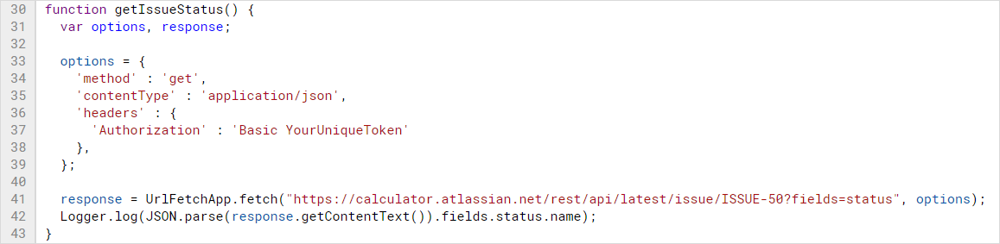 30 function getIssueStatus() {
31   var options, response;
32
33   options = {
34     'method' : 'get',
35     'contentType' : 'application/json',
36     'headers' : {
37       'Authorization' : 'Basic YourUniqueToken'
38     },
39   };
40
41   response = UrlFetchApp.fetch("https://calculator.atlassian.net/rest/api/latest/issue/ISSUE-50?fields=status", options);
42   Logger.log(JSON.parse(response.getContentText()).fields.status.name);
43 }